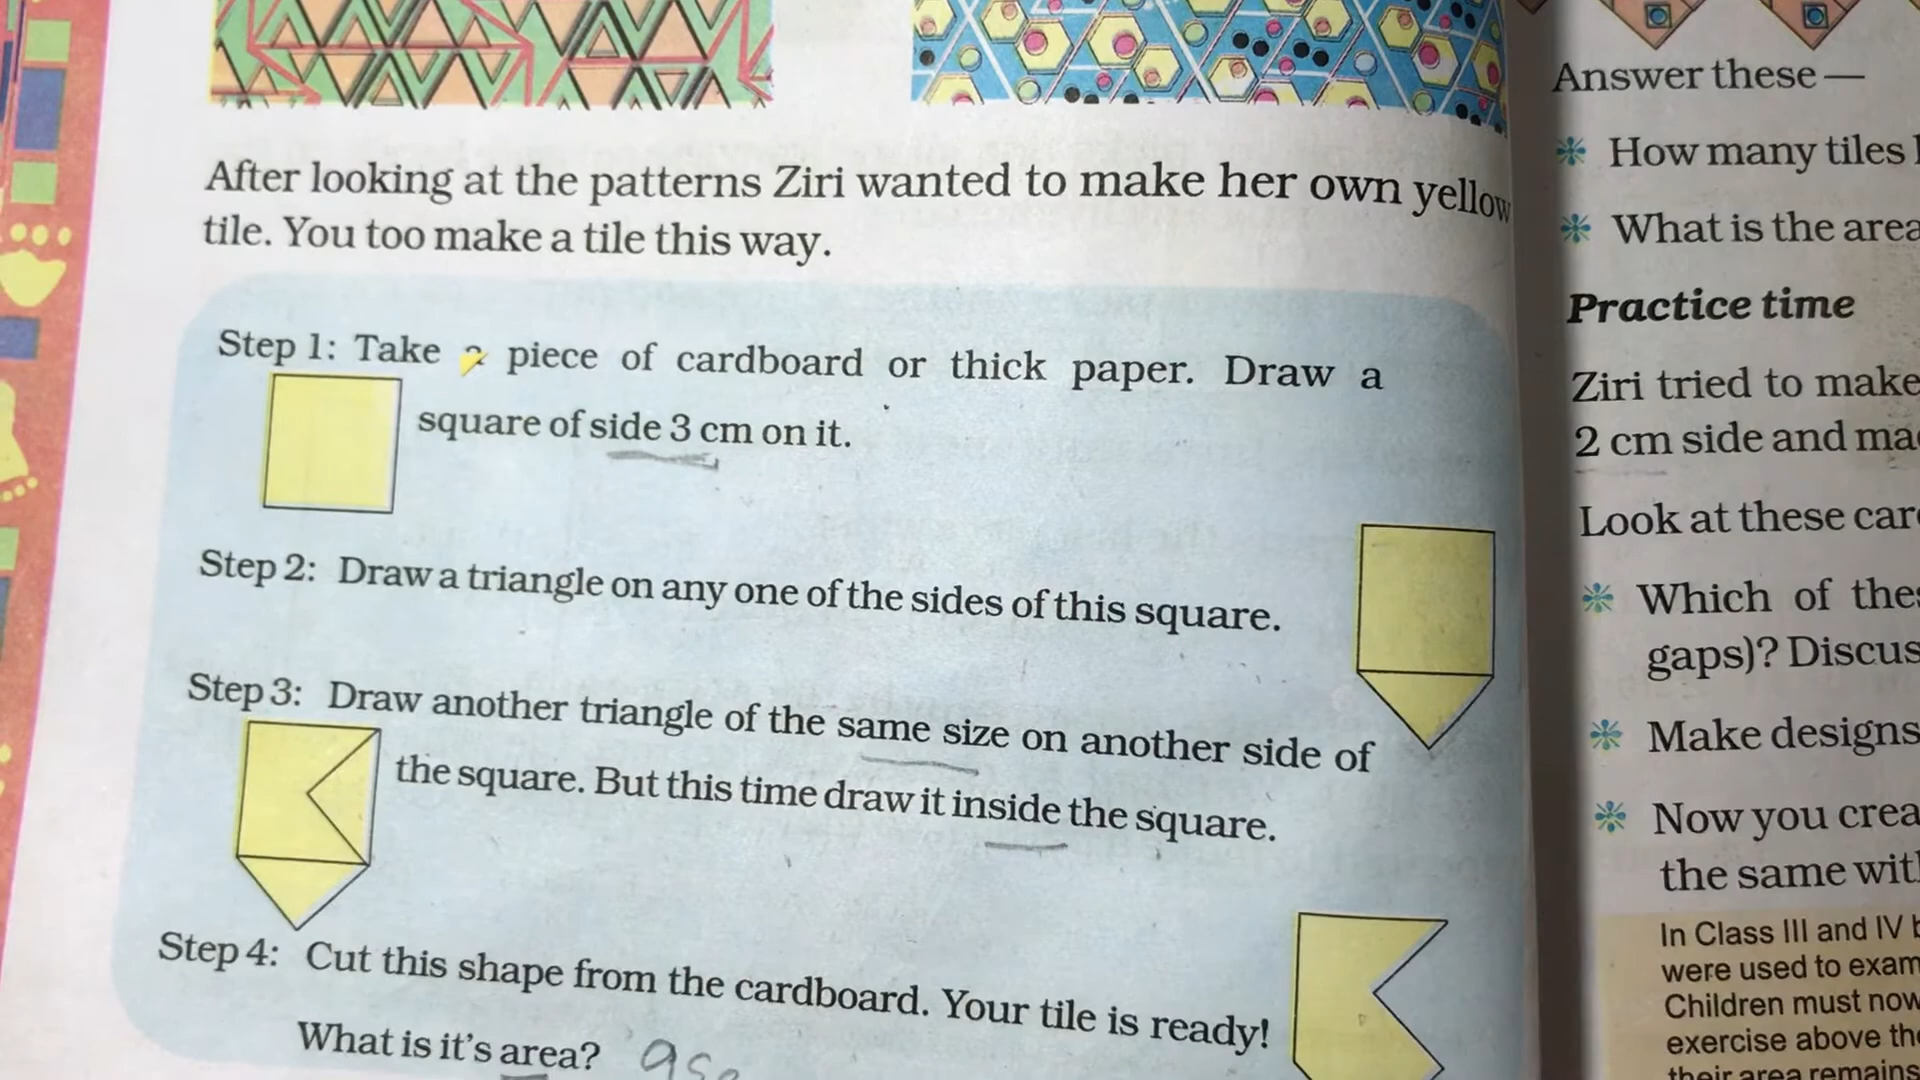 After looking at the patterns Ziri wanted to make her own yellow
tile. You too make a tile this way.
Step 1: Take a piece of cardboard or thick paper. Draw a
square of side 3 cm on it.
Step 2: Draw a triangle on any one of the sides of this square.
Step 3: Draw another triangle of the same size on another side of
the square. But this time draw it inside the square.
Step 4: Cut this shape from the cardboard. Your tile is ready!
What is it's area?
Answer these —
How many tiles
What is the area
Practice time
Ziri tried to make
2 cm side and
Look at these
Which of
gaps)? Discus
Make designs
Now you
the same
In Class III and IV
were used to
Children must now
exercise above
their area remains